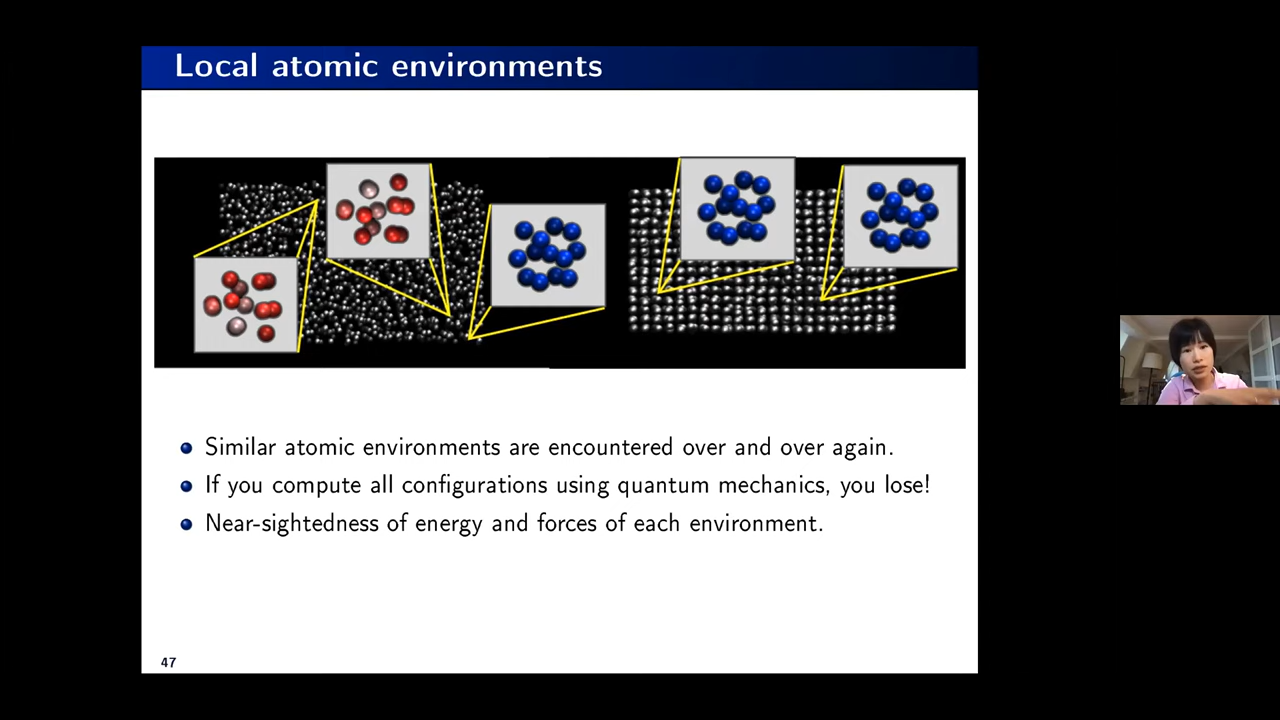 Local atomic environments
Similar atomic environments are encountered over and over again.
If you compute all configurations using quantum mechanics, you lose!
Near-sightedness of energy and forces of each environment.
47